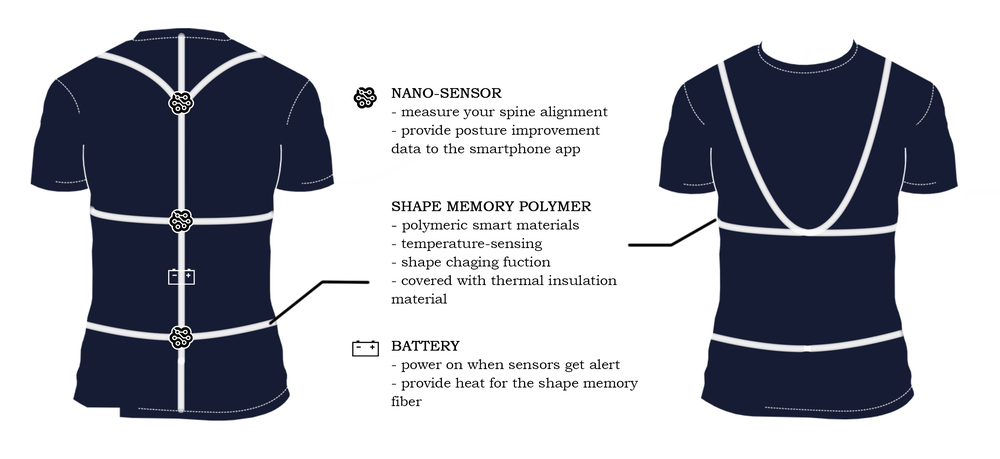 NANO-SENSOR
- measure your spine alignment
- provide posture improvement
data to the smartphone app
SHAPE MEMORY POLYMER
- polymeric smart materials
- temperature-sensing
- shape chaging fuction
- covered with thermal insulation
material
BATTERY
- power on when sensors get alert
- provide heat for the shape memory
fiber